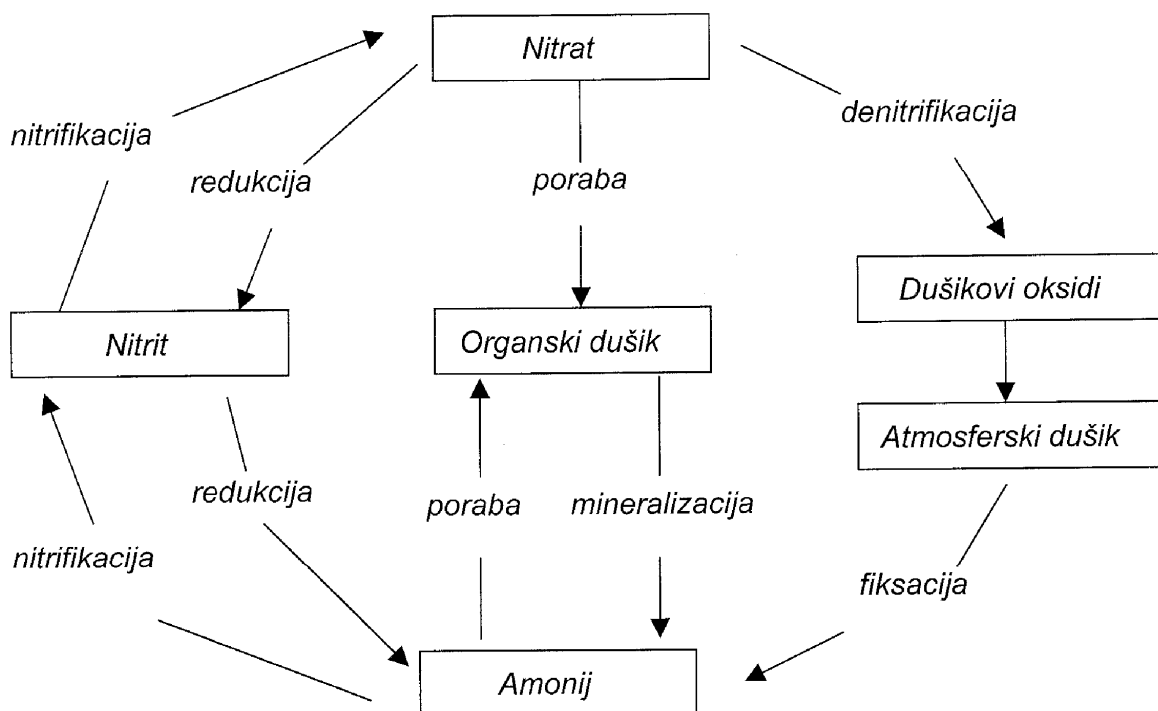 Nitrat
denitrifikacija
nitrifikacija
redukcija
poraba
Dušikovi oksidi
Nitrit
Organski dušik
Atmosferski dušik
redukcija
poraba
mineralizacija
nitrifikacija
fiksacija
Amonij